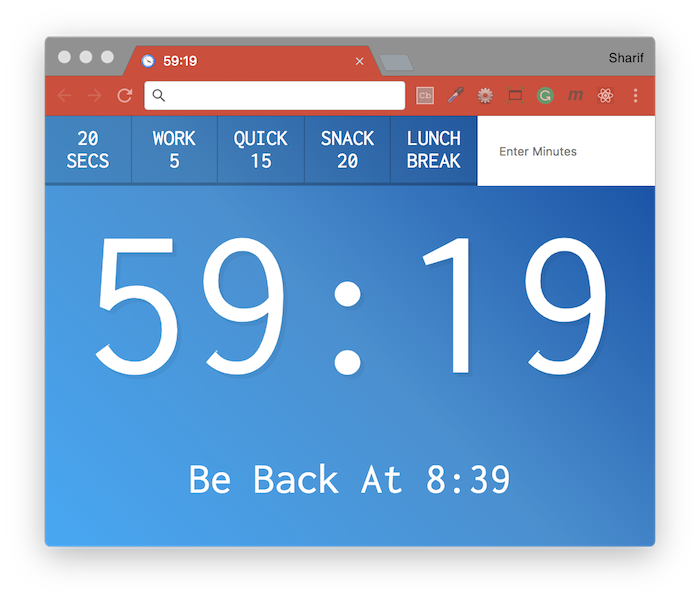 59:19
Sharif
Cb
G
m
20
SECS
WORK
5
QUICK
15
SNACK
20
LUNCH
BREAK
Enter Minutes
59:19
Be Back At 8:39